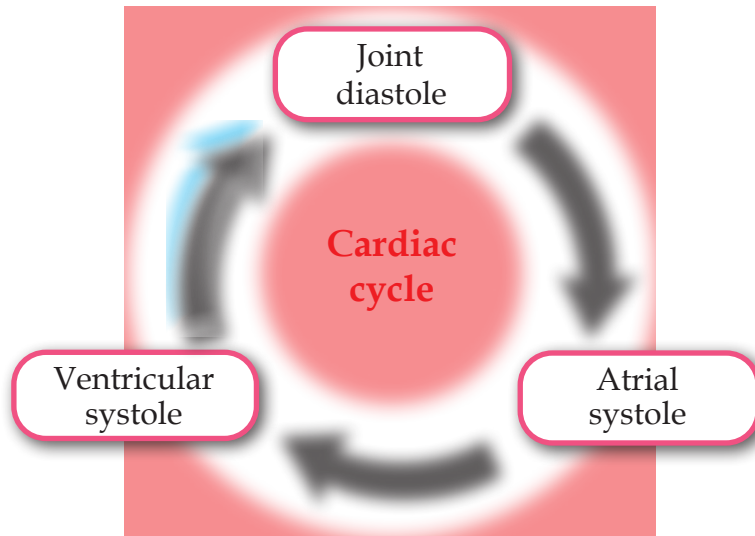 Joint
diastole
Cardiac
cycle
Ventricular
systole
Atrial
systole